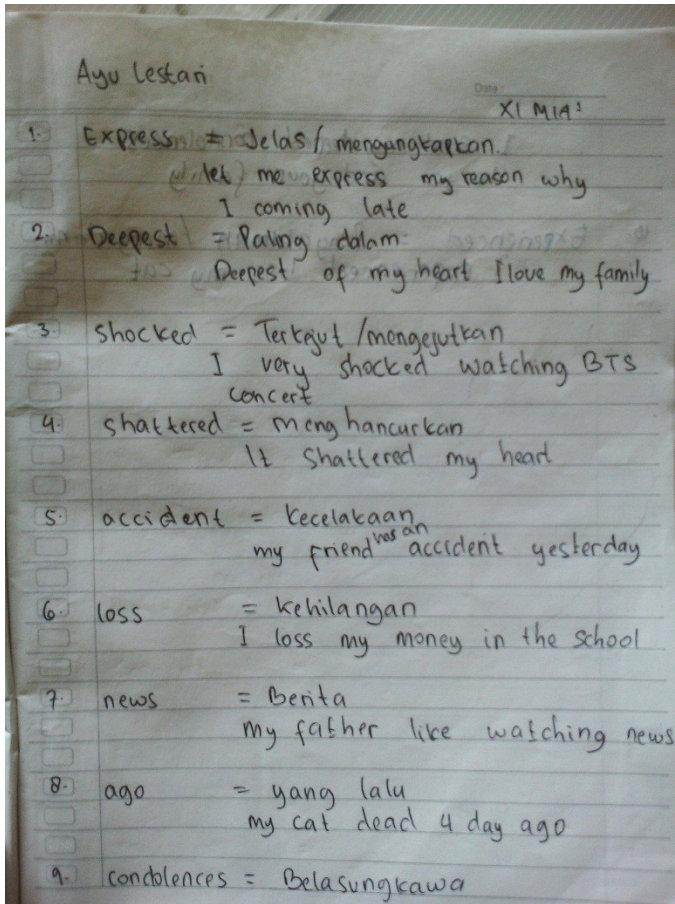 Ayu Lestari
Date:
XI MIA¹
1. Express = Jelas / mengungkapkan.
let me express my reason why
I coming late
2. Deepest = Paling dalam
Deepest of my heart I love my family
3. Shocked = Terkejut / mengejutkan
I very shocked watching BTS
concert
4. Shattered = menghancurkan
It Shattered my heart
5. accident = kecelakaan
my friend has an accident yesterday
6. loss = kehilangan
I loss my money in the school
7. news = Berita
my father like watching news
8. ago = yang lalu
my cat dead 4 day ago
9. condolences = Belasungkawa